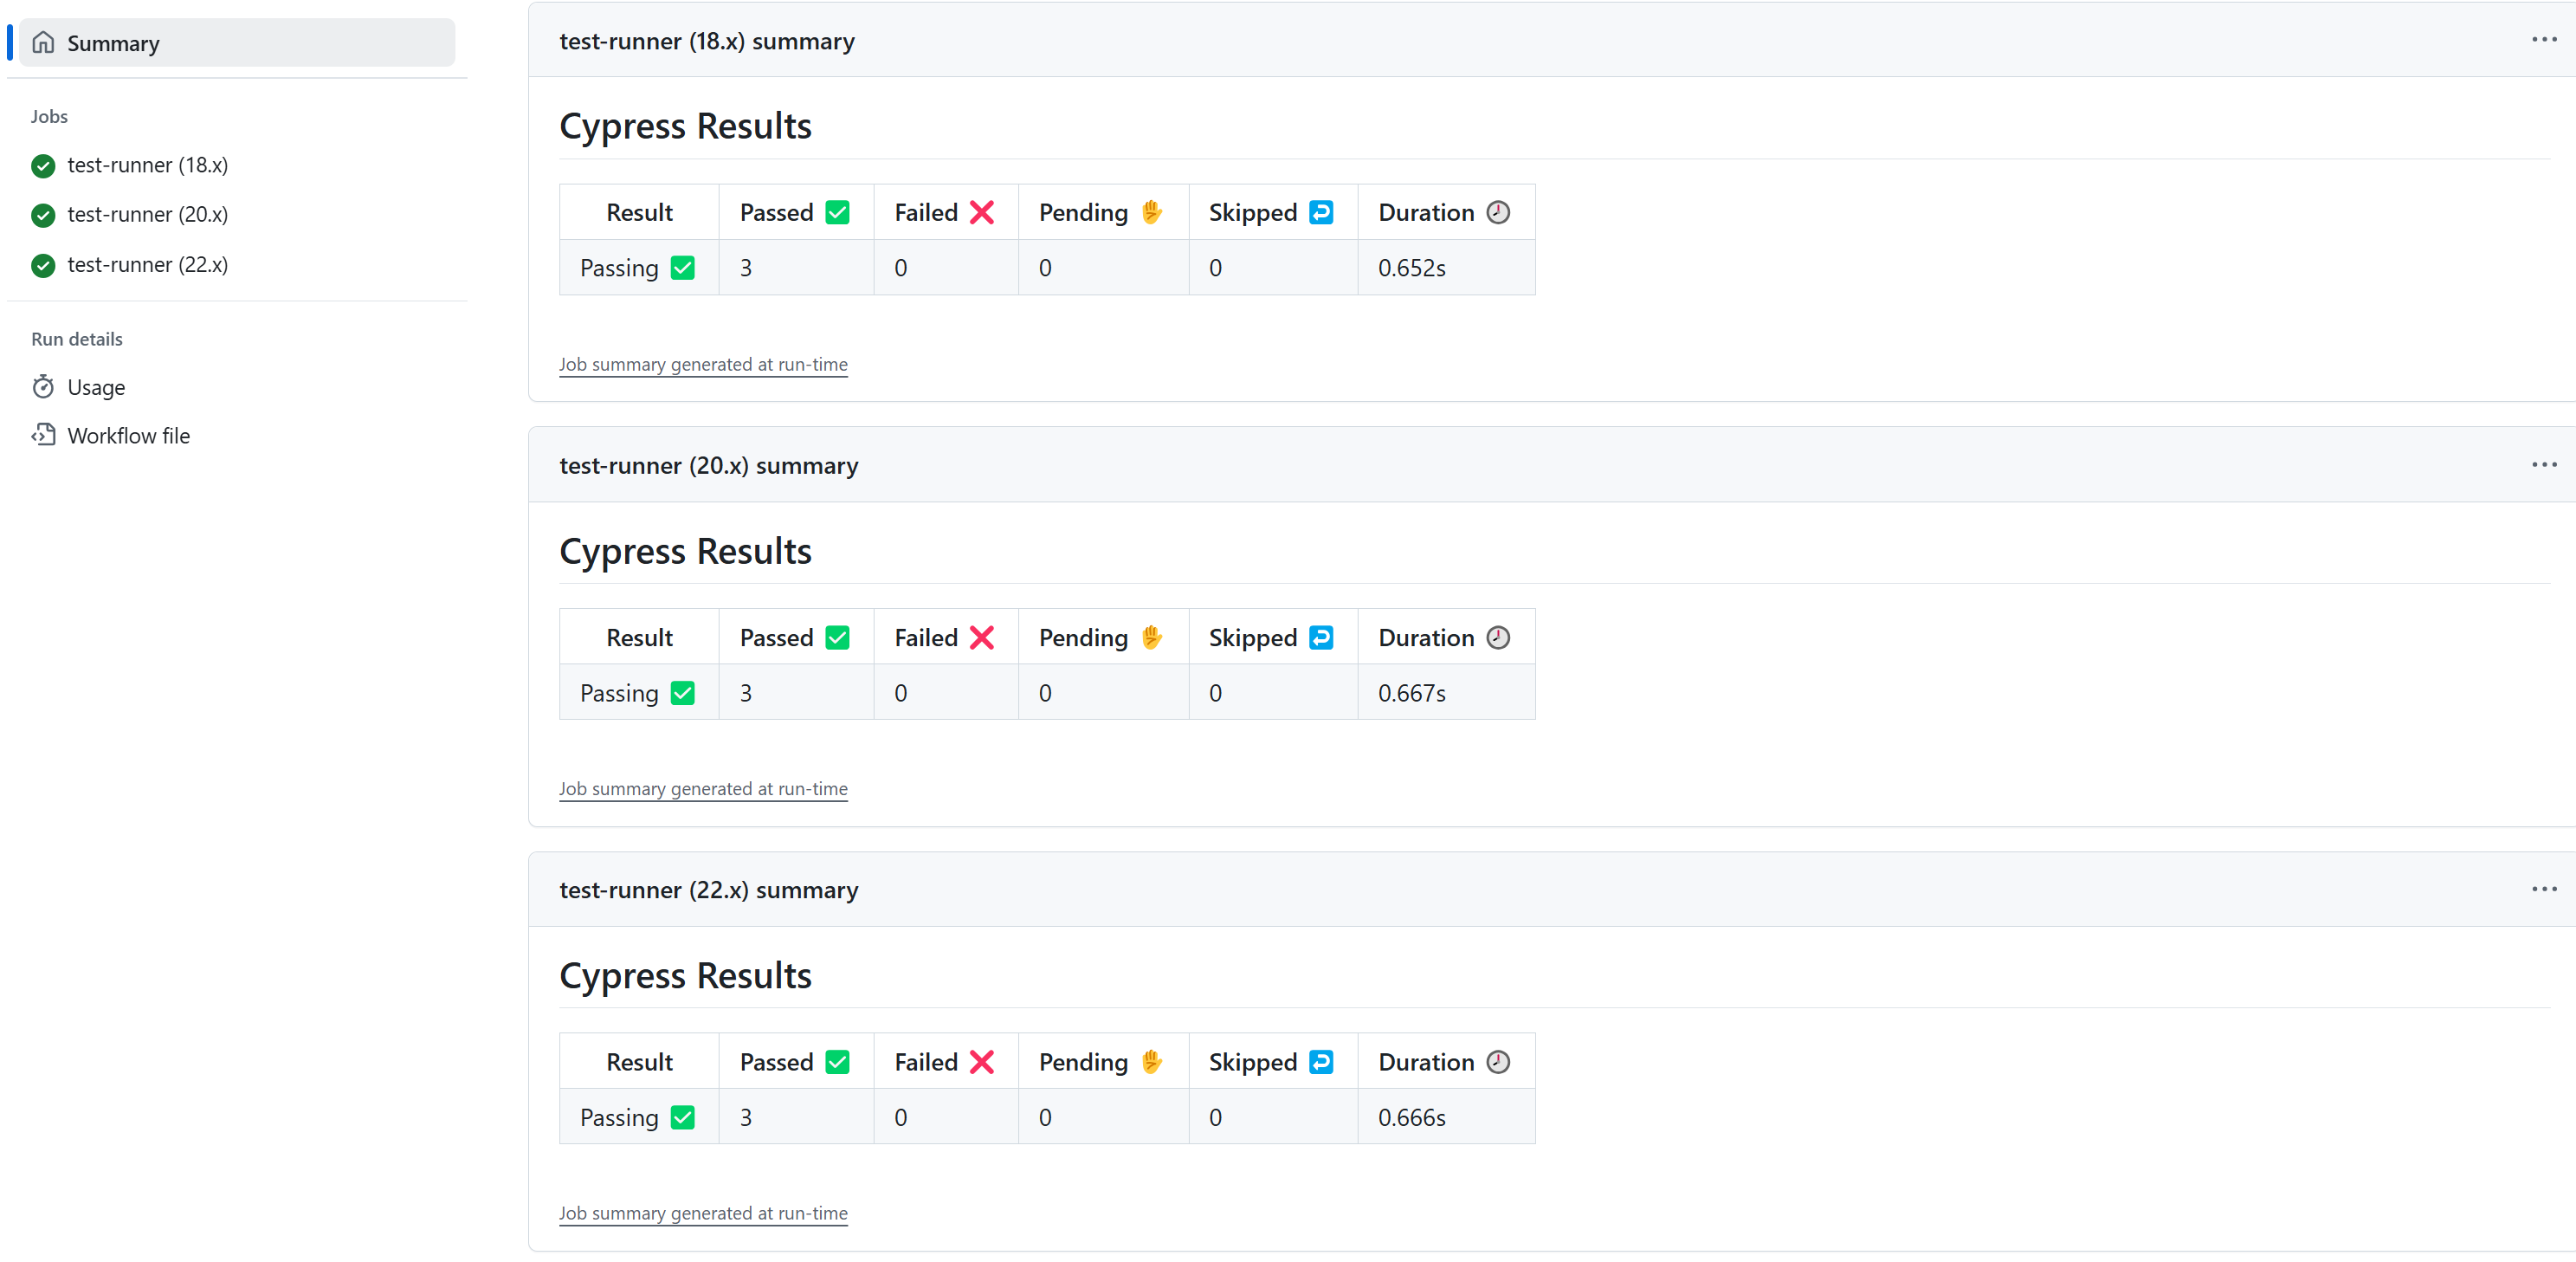 Summary
Jobs
test-runner (18.x)
test-runner (20.x)
test-runner (22.x)
Run details
Usage
Workflow file
test-runner (18.x) summary
Cypress Results
Result Passed ✅ Failed ❌ Pending ✋ Skipped ↩️ Duration 🕗
Passing ✅ 3 0 0 0 0.652s
Job summary generated at run-time
test-runner (20.x) summary
Cypress Results
Result Passed ✅ Failed ❌ Pending ✋ Skipped ↩️ Duration 🕗
Passing ✅ 3 0 0 0 0.667s
Job summary generated at run-time
test-runner (22.x) summary
Cypress Results
Result Passed ✅ Failed ❌ Pending ✋ Skipped ↩️ Duration 🕗
Passing ✅ 3 0 0 0 0.666s
Job summary generated at run-time